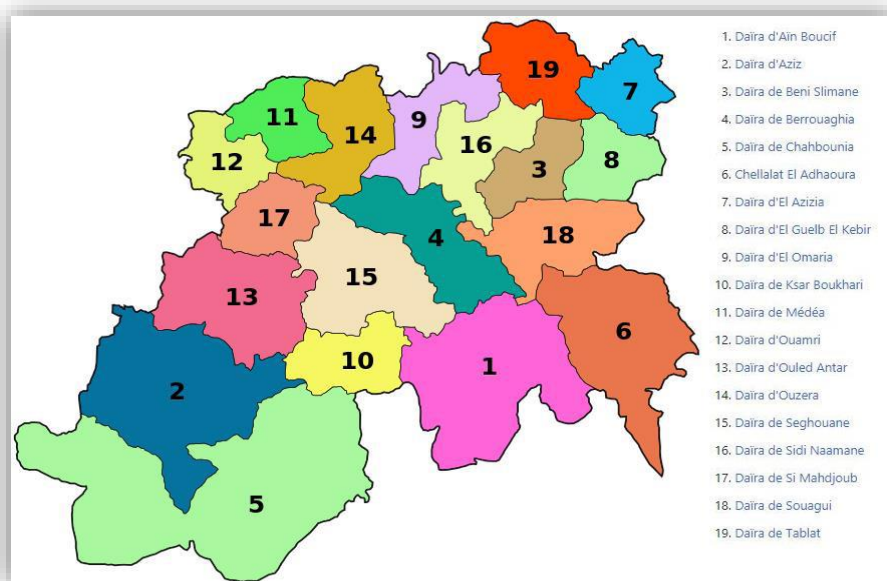 19
7
11
14
9
16
12
3
8
17
4
18
15
13
6
10
1
2
5
1. Daïra d'Aïn Boucif
2. Daïra d'Aziz
3. Daïra de Beni Slimane
4. Daïra de Berrouaghia
5. Daïra de Chahbounia
6. Chellalat El Adhaoura
7. Daïra d'El Azizia
8. Daïra d'El Guelb El Kebir
9. Daïra d'El Omaria
10. Daïra de Ksar Boukhari
11. Daïra de Médéa
12. Daïra d'Ouamri
13. Daïra d'Ouled Antar
14. Daïra d'Ouzera
15. Daïra de Seghouane
16. Daïra de Sidi Naamane
17. Daïra de Si Mahdjoub
18. Daïra de Souagui
19. Daïra de Tablat